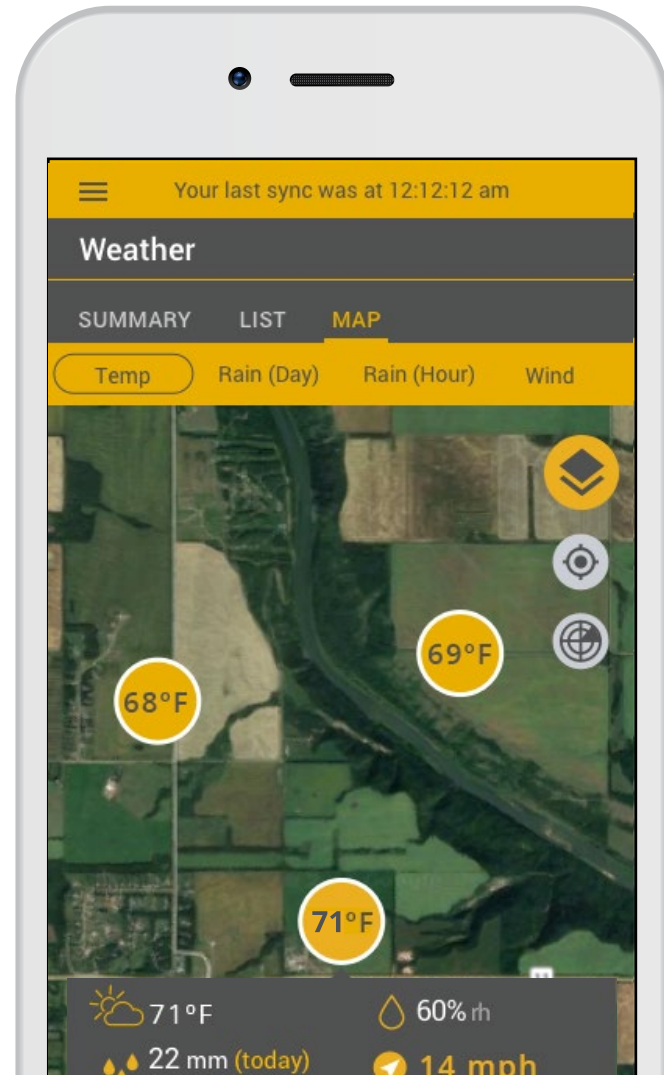 Your last sync was at 12:12:12 am
Weather
SUMMARY LIST MAP
Temp Rain (Day) Rain (Hour) Wind
69°F
68°F
71°F
71°F 60% rh
22 mm (today) 14 mph